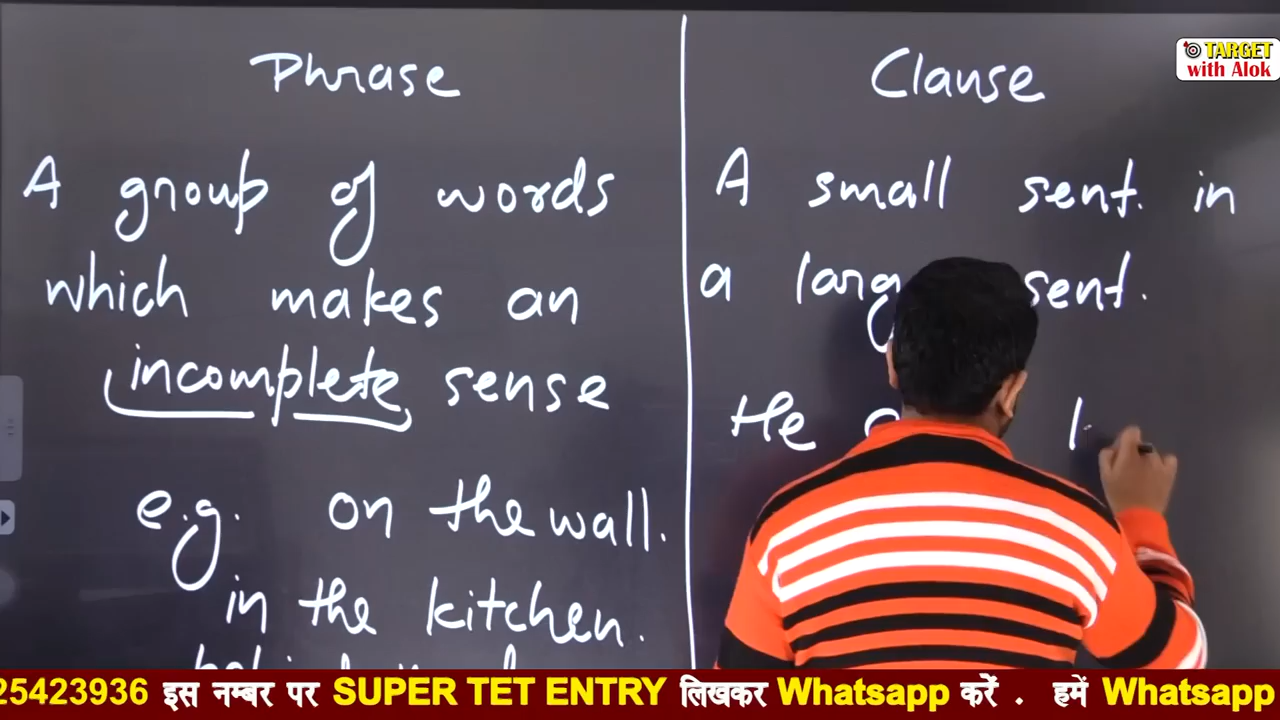 Phrase
A group of words
which makes an
incomplete sense
e.g. on the wall.
in the kitchen.
Clause
A small sent. in
a sent.
He
TARGET
with Alok
25423936 इस नम्बर पर SUPER TET ENTRY लिखकर Whatsapp करें . हमें Whatsapp